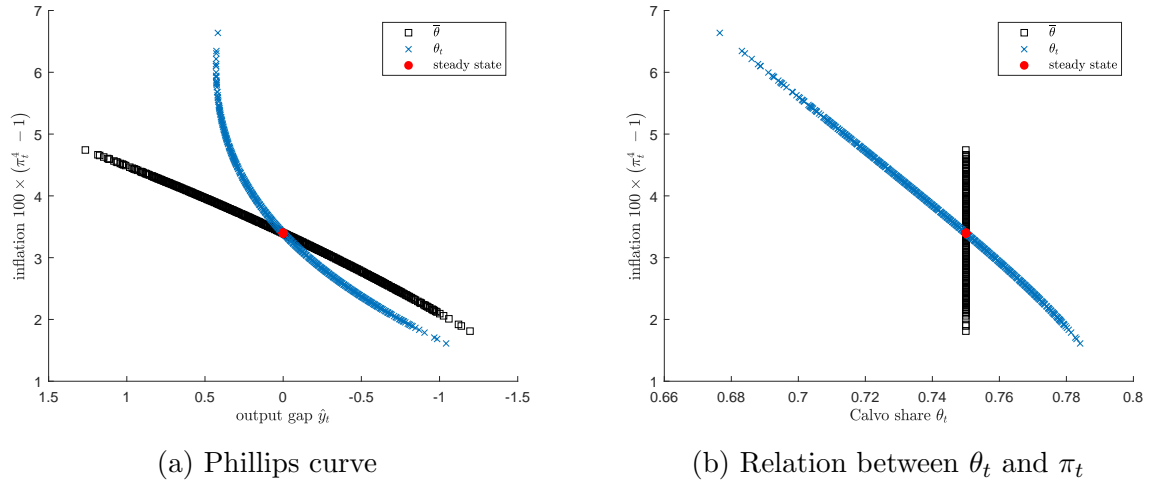 7
6
5
4
3
2
1
inflation 100 × (π_t^4 − 1)
θ̅
θ_t
steady state
1.5 1 0.5 0 -0.5 -1 -1.5
output gap ŷ_t
(a) Phillips curve
7
6
5
4
3
2
1
inflation 100 × (π_t^4 − 1)
θ̅
θ_t
steady state
0.66 0.68 0.7 0.72 0.74 0.76 0.78 0.8
Calvo share θ_t
(b) Relation between θ_t and π_t